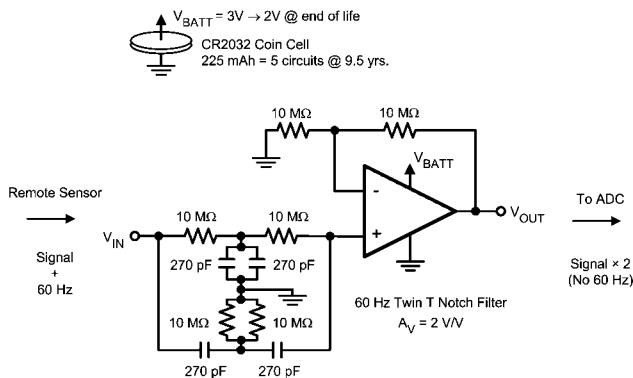 V_BATT = 3V → 2V @ end of life
CR2032 Coin Cell
225 mAh = 5 circuits @ 9.5 yrs.
10 MΩ
10 MΩ
V_BATT
-
+
V_OUT
Remote Sensor
Signal
+
60 Hz
V_IN
10 MΩ
10 MΩ
270 pF
270 pF
10 MΩ
10 MΩ
270 pF
270 pF
To ADC
Signal × 2
(No 60 Hz)
60 Hz Twin T Notch Filter
A_V = 2 V/V